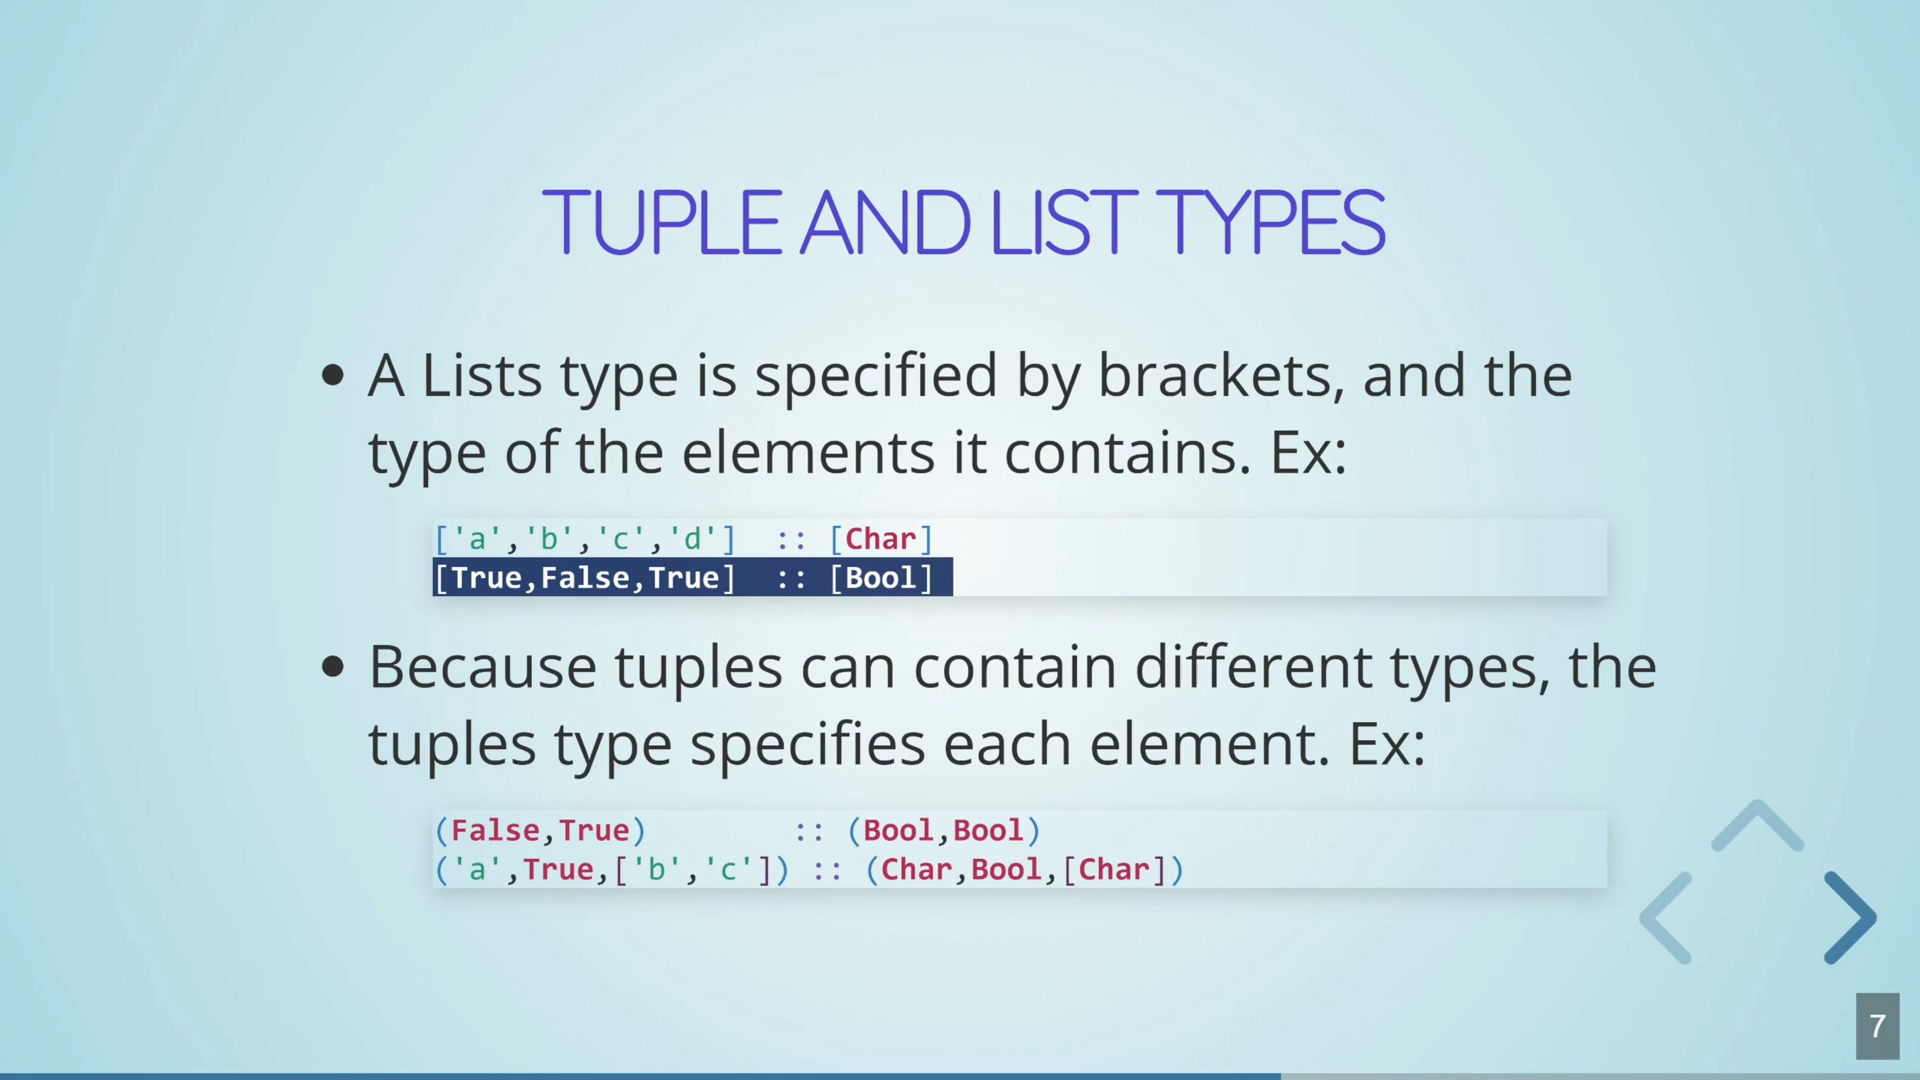 TUPLE AND LIST TYPES
• A Lists type is specified by brackets, and the
type of the elements it contains. Ex:
['a','b','c','d']  :: [Char]
[True,False,True]  :: [Bool]
• Because tuples can contain different types, the
tuples type specifies each element. Ex:
(False,True)        :: (Bool,Bool)
('a',True,['b','c']) :: (Char,Bool,[Char])
7